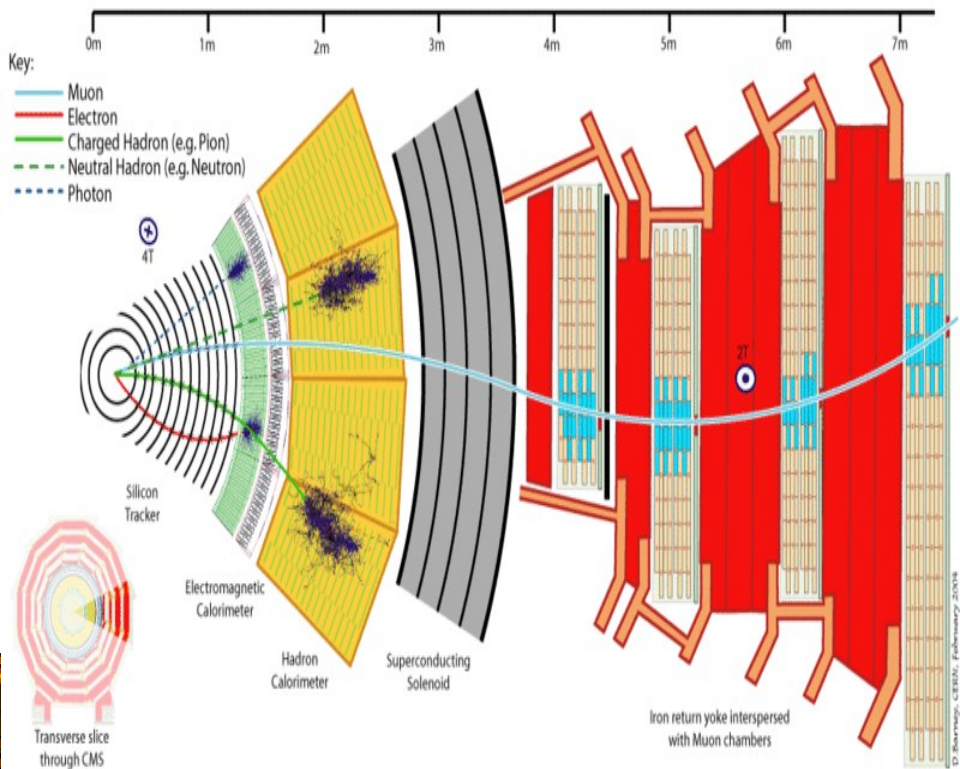 0m 1m 2m 3m 4m 5m 6m 7m
Key:
Muon
Electron
Charged Hadron (e.g. Pion)
Neutral Hadron (e.g. Neutron)
Photon
4T
2T
Silicon
Tracker
Electromagnetic
Calorimeter
Hadron
Calorimeter
Superconducting
Solenoid
Iron return yoke interspersed
with Muon chambers
Transverse slice
through CMS
D. Barney, CERN, February 2004